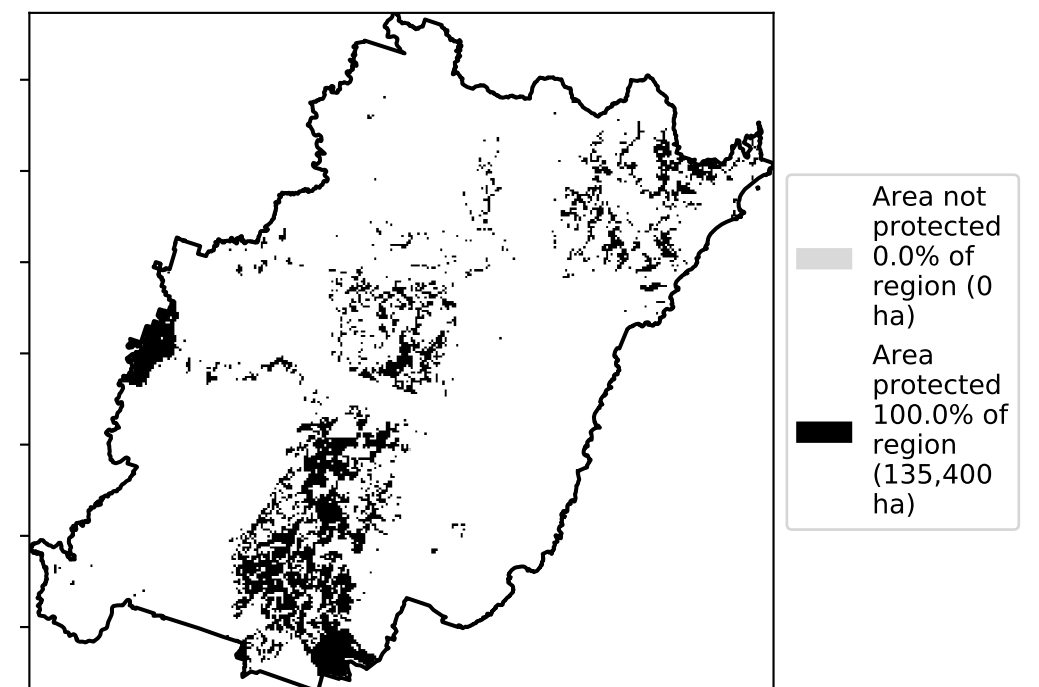 Area not
protected
0.0% of
region (0
ha)
Area
protected
100.0% of
region
(135,400
ha)